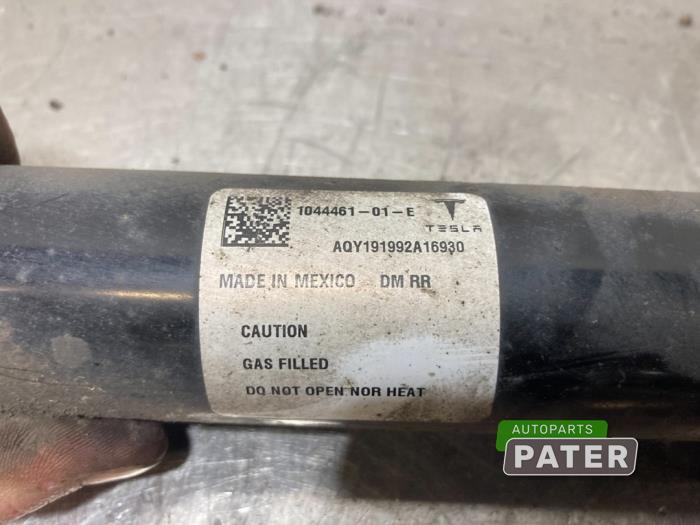 1044461-01-E
TESLA
AQY191992A16930
MADE IN MEXICO DM RR
CAUTION
GAS FILLED
DO NOT OPEN NOR HEAT
AUTOPARTS
PATER